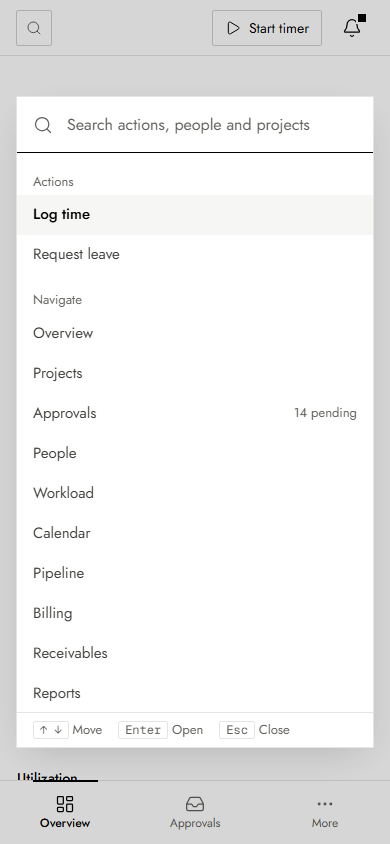 Start timer
Search actions, people and projects
Actions
Log time
Request leave
Navigate
Overview
Projects
Approvals 14 pending
People
Workload
Calendar
Pipeline
Billing
Receivables
Reports
↑ ↓ Move Enter Open Esc Close
Utilization
Overview Approvals More